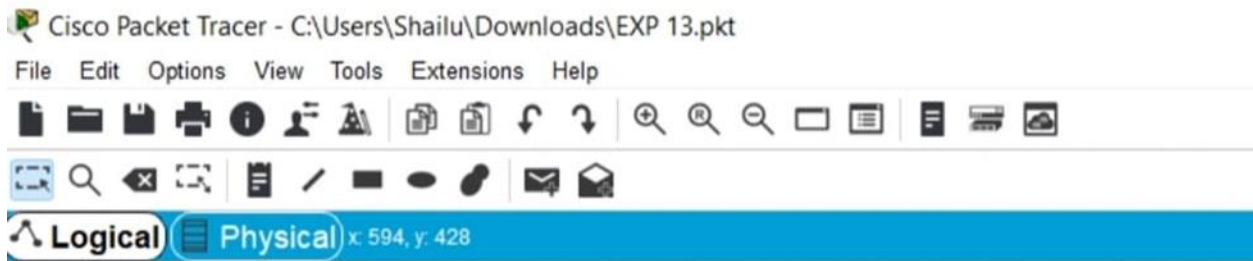 Cisco Packet Tracer - C:\Users\Shailu\Downloads\EXP 13.pkt
File Edit Options View Tools Extensions Help
Logical Physical x: 594, y: 428